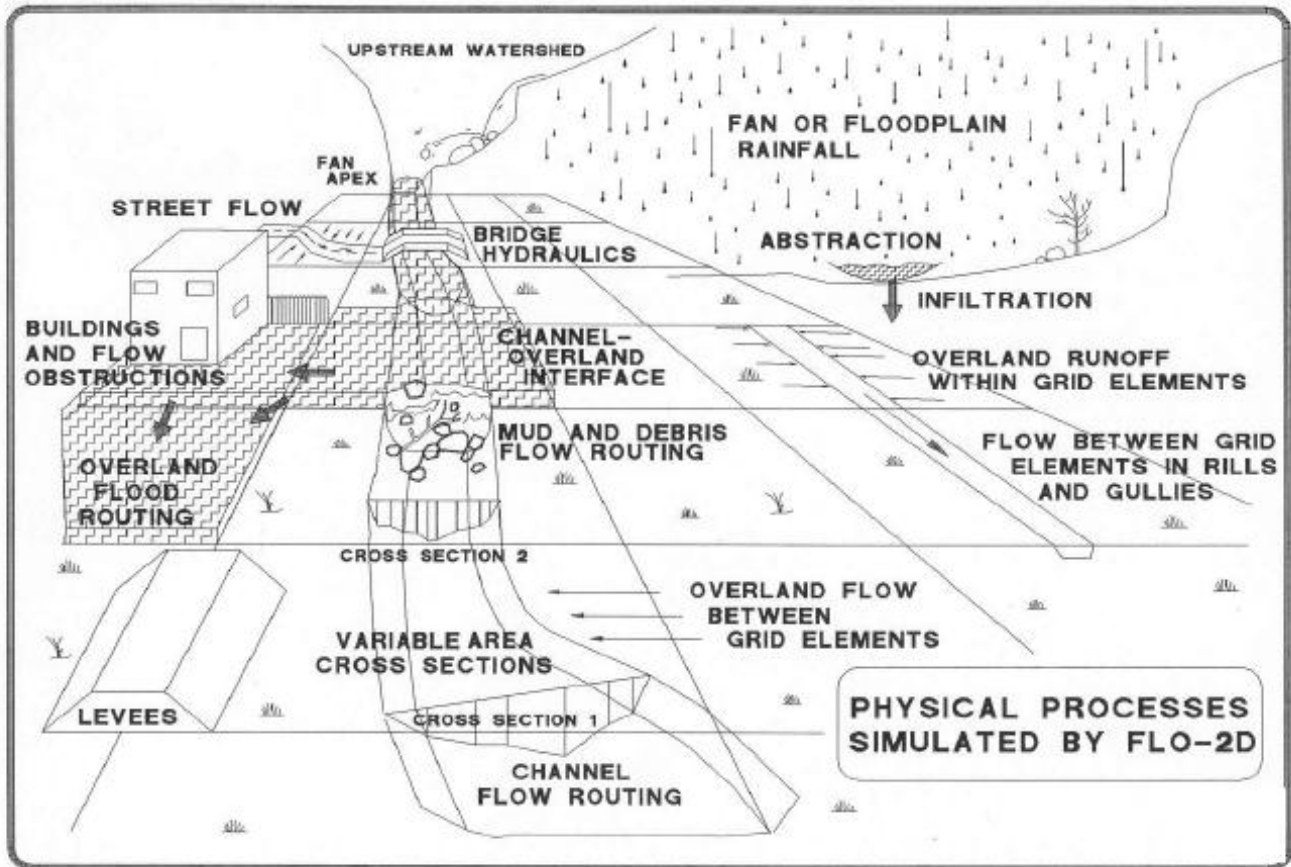 UPSTREAM WATERSHED
FAN OR FLOODPLAIN
RAINFALL
FAN
APEX
STREET FLOW
BRIDGE
HYDRAULICS
ABSTRACTION
INFILTRATION
BUILDINGS
AND FLOW
OBSTRUCTIONS
CHANNEL-
OVERLAND
INTERFACE
OVERLAND RUNOFF
WITHIN GRID ELEMENTS
MUD AND DEBRIS
FLOW ROUTING
FLOW BETWEEN GRID
ELEMENTS IN RILLS
AND GULLIES
OVERLAND
FLOOD
ROUTING
CROSS SECTION 2
OVERLAND FLOW
BETWEEN
GRID ELEMENTS
VARIABLE AREA
CROSS SECTIONS
LEVEES
CROSS SECTION 1
CHANNEL
FLOW ROUTING
PHYSICAL PROCESSES
SIMULATED BY FLO-2D